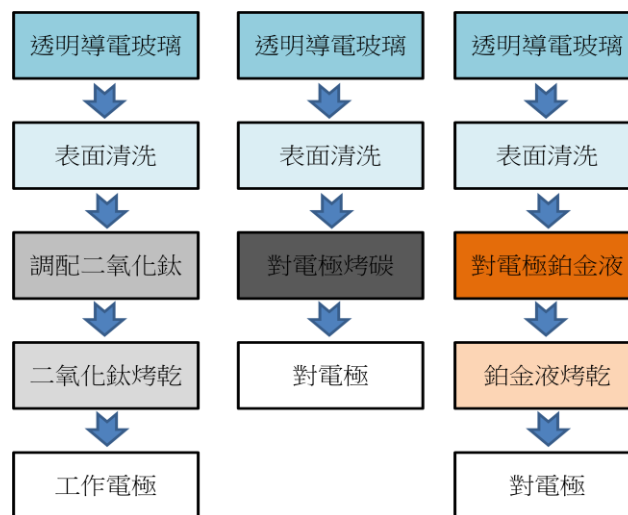 透明導電玻璃
表面清洗
調配二氧化鈦
二氧化鈦烤乾
工作電極
透明導電玻璃
表面清洗
對電極烤碳
對電極
透明導電玻璃
表面清洗
對電極鉑金液
鉑金液烤乾
對電極